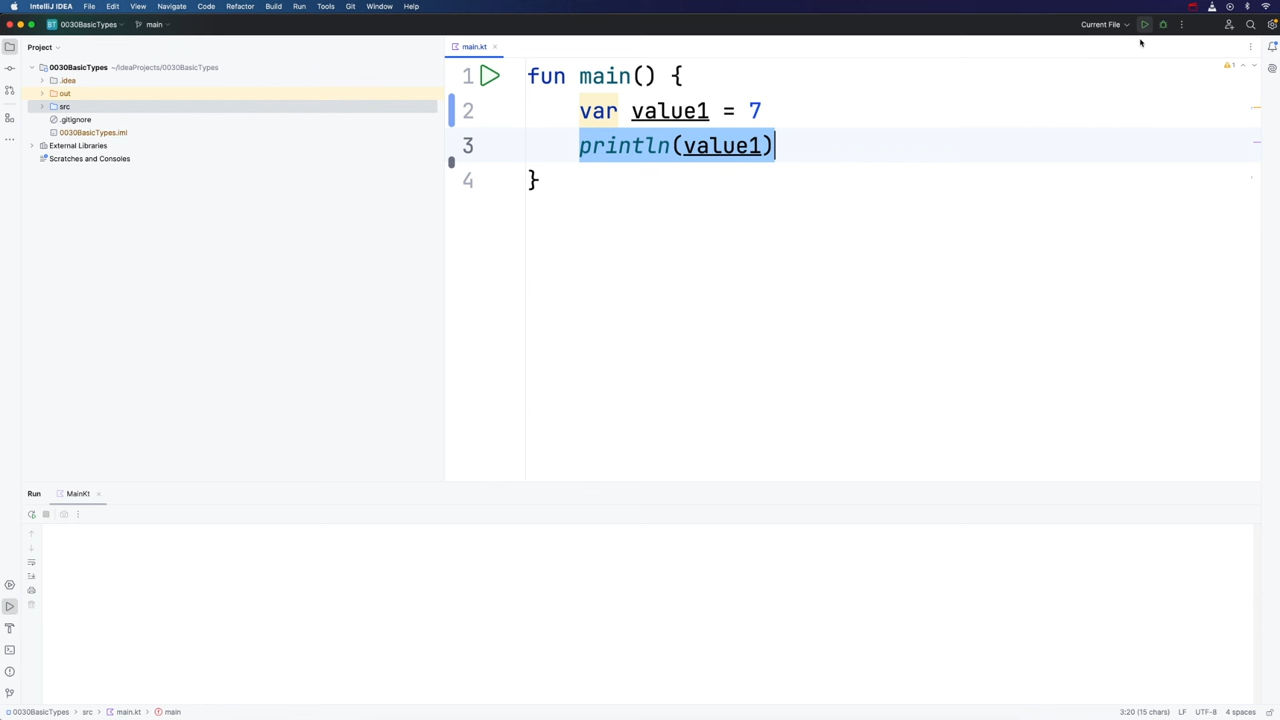 IntelliJ IDEA File Edit View Navigate Code Refactor Build Run Tools Git Window Help
BT 0030BasicTypes main Current File
Project main.kt
0030BasicTypes ~/IdeaProjects/0030BasicTypes
.idea
out
src
.gitignore
0030BasicTypes.iml
External Libraries
Scratches and Consoles
1
1 fun main() {
2 var value1 = 7
3 println(value1)
4 }
Run MainKt
0030BasicTypes > src > main.kt > main 3:20 (15 chars) LF UTF-8 4 spaces